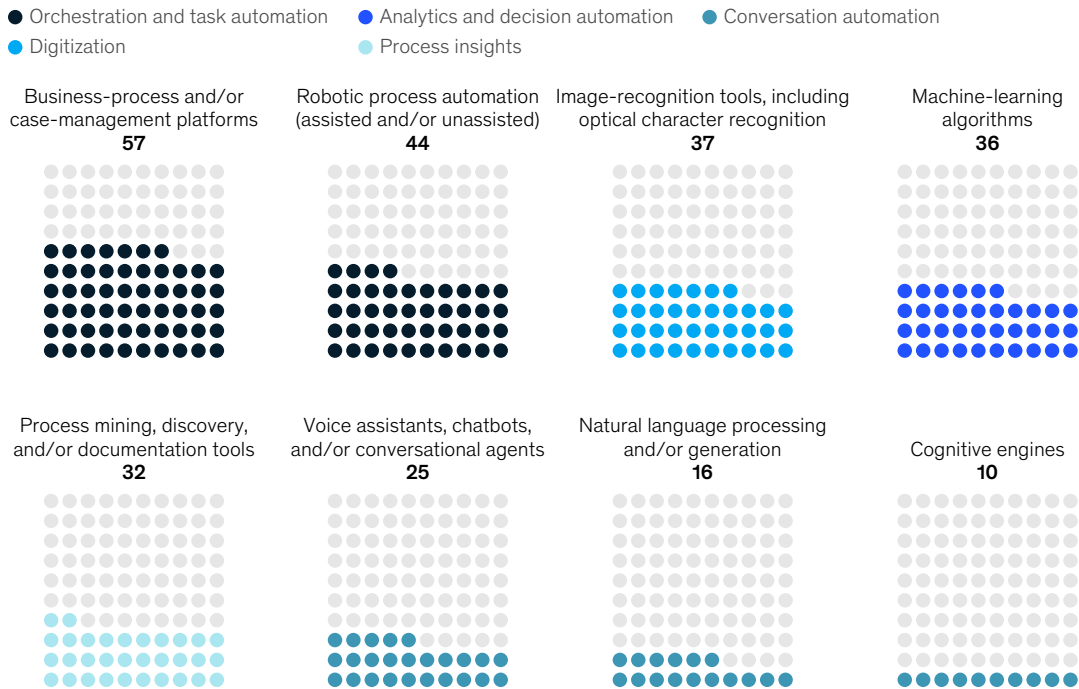 Orchestration and task automation
Analytics and decision automation
Conversation automation
Digitization
Process insights
Business-process and/or
case-management platforms
57
Robotic process automation
(assisted and/or unassisted)
44
Image-recognition tools, including
optical character recognition
37
Machine-learning
algorithms
36
Process mining, discovery,
and/or documentation tools
32
Voice assistants, chatbots,
and/or conversational agents
25
Natural language processing
and/or generation
16
Cognitive engines
10